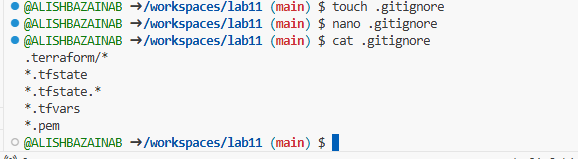 @ALISHBAZAINAB ➜/workspaces/lab11 (main) $ touch .gitignore
@ALISHBAZAINAB ➜/workspaces/lab11 (main) $ nano .gitignore
@ALISHBAZAINAB ➜/workspaces/lab11 (main) $ cat .gitignore
.terraform/*
*.tfstate
*.tfstate.*
*.tfvars
*.pem
@ALISHBAZAINAB ➜/workspaces/lab11 (main) $